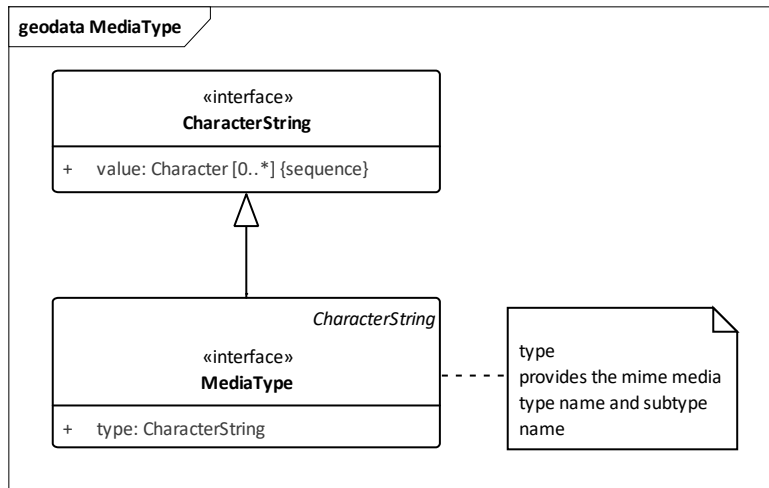 geodata MediaType
«interface»
CharacterString
+ value: Character [0..*] {sequence}
CharacterString
«interface»
MediaType
+ type: CharacterString
type
provides the mime media
type name and subtype
name